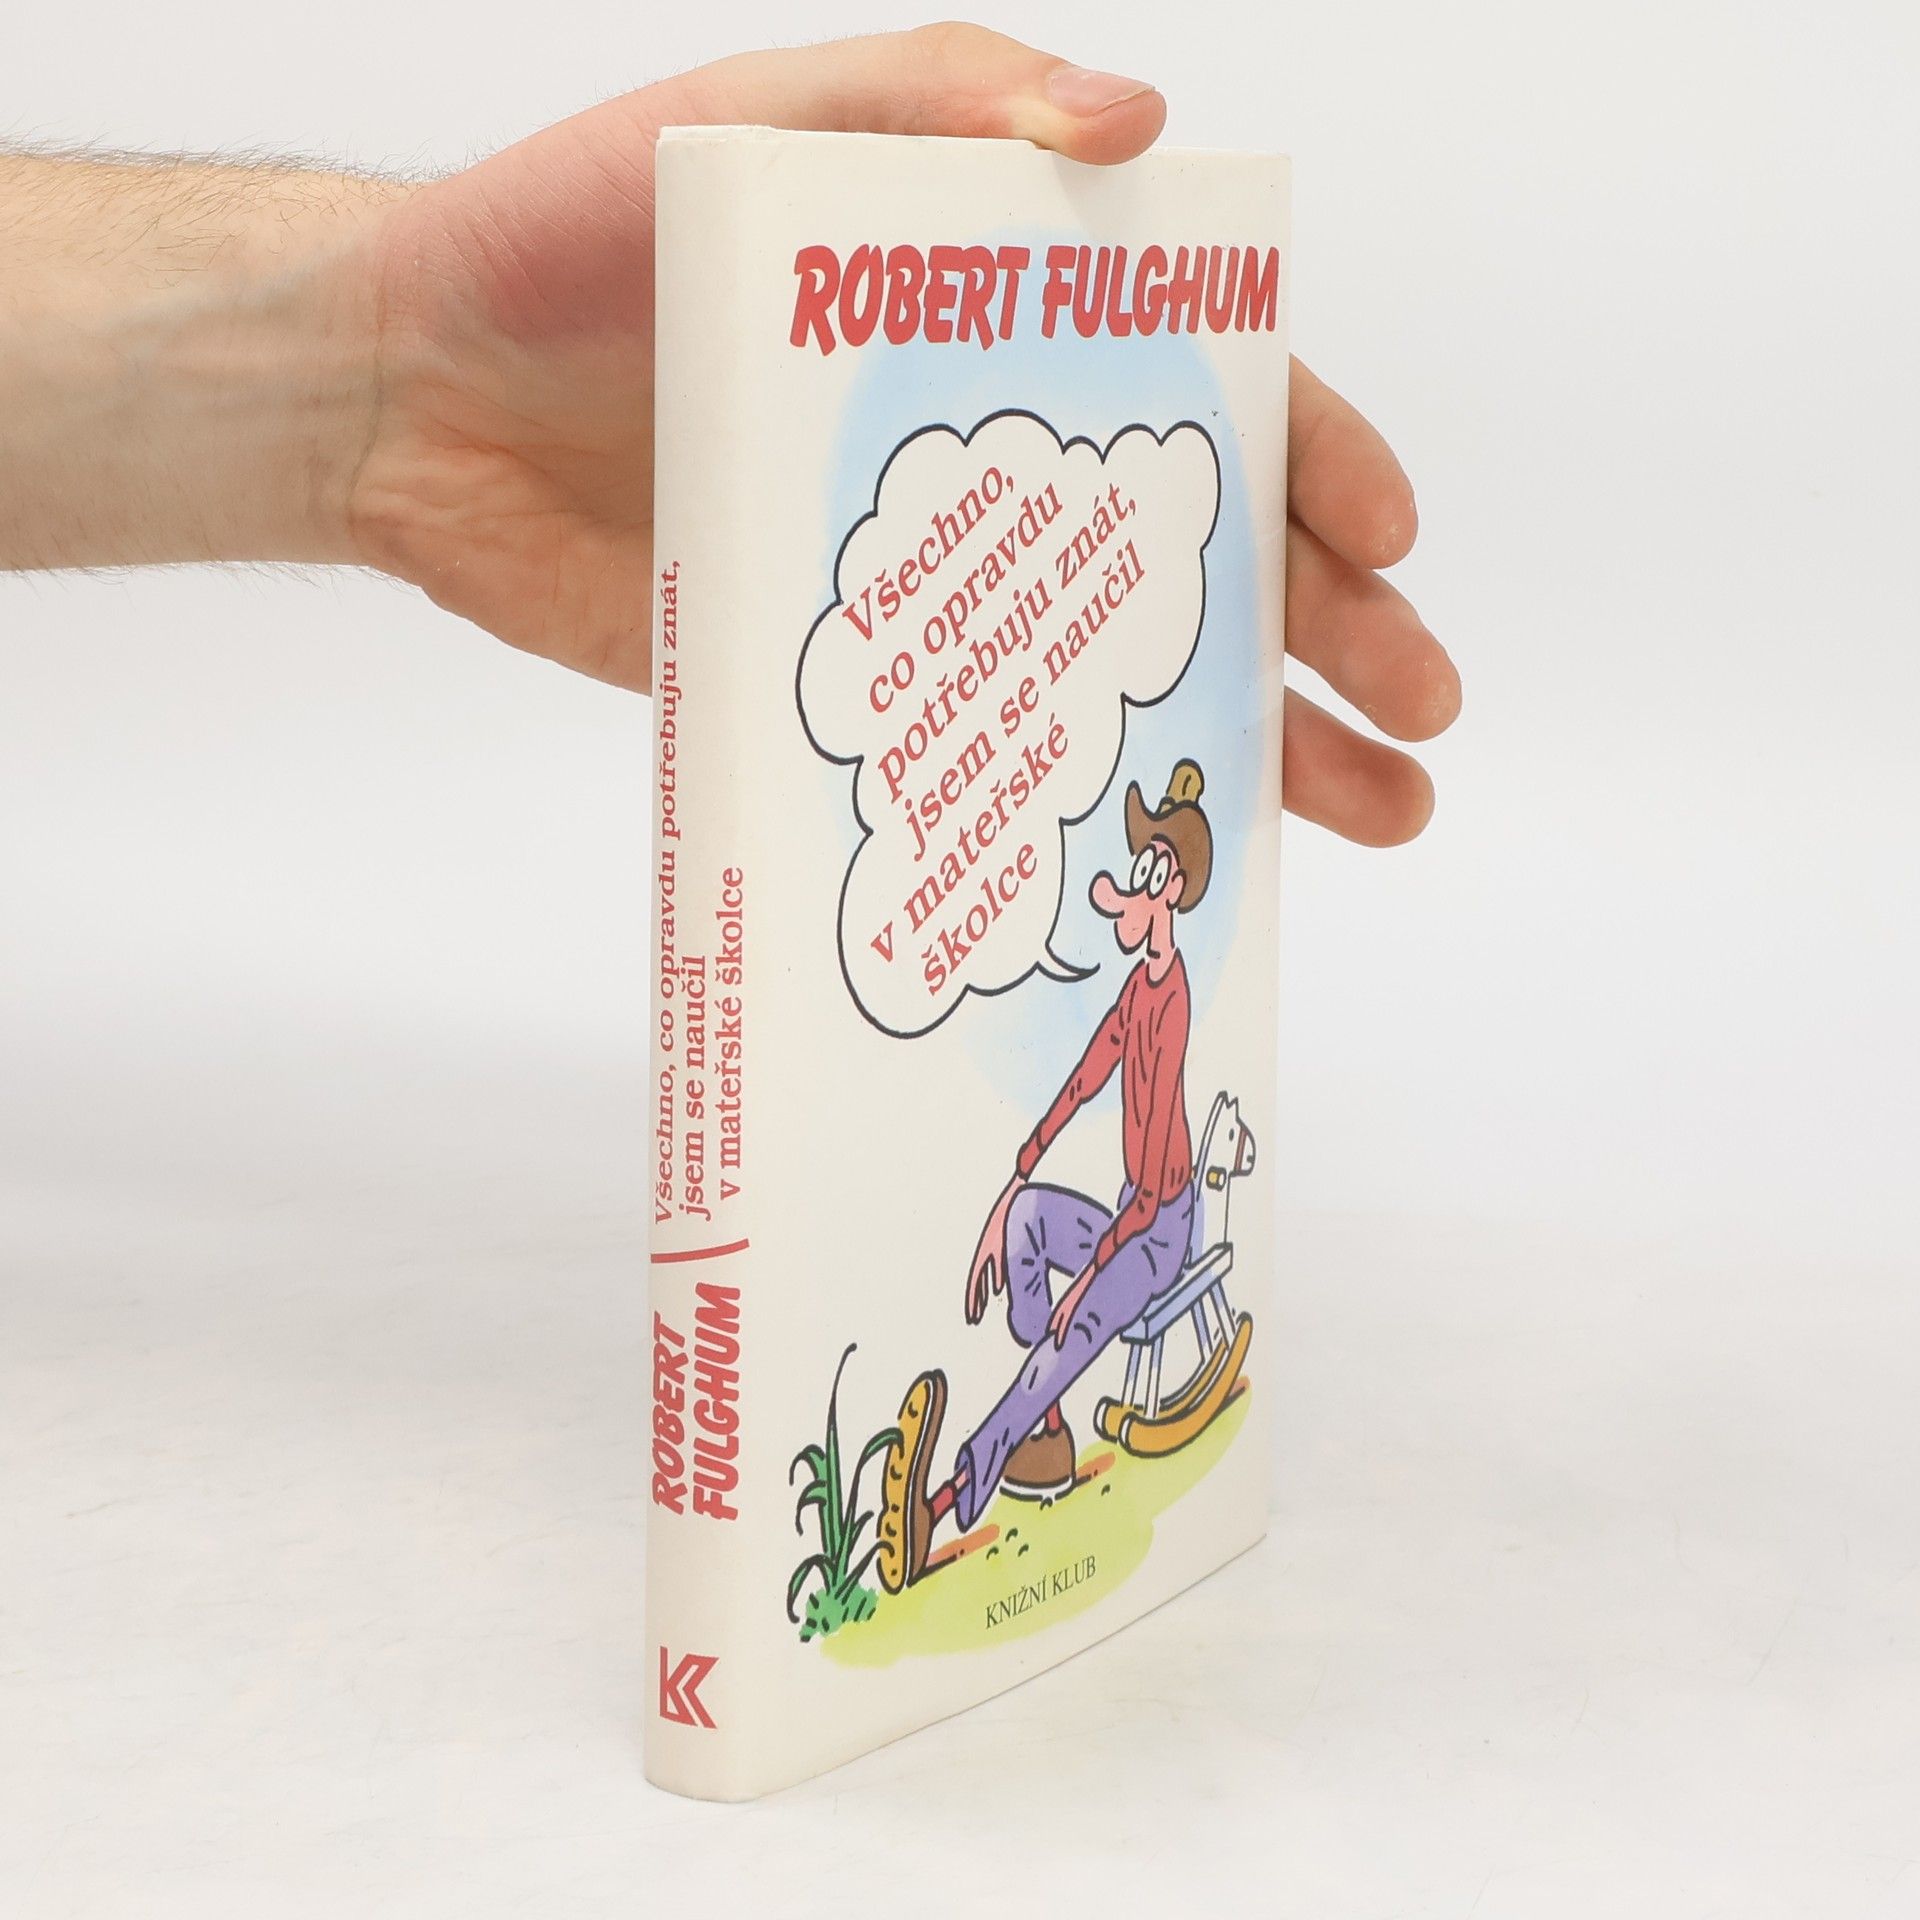 ROBERT FULGHUM
Všechno,
co opravdu
potřebuju znát,
jsem se naučil
v mateřské
školce
KNIŽNÍ KLUB
ROBERT
FULGHUM
Všechno, co opravdu potřebuju znát,
jsem se naučil
v mateřské školce